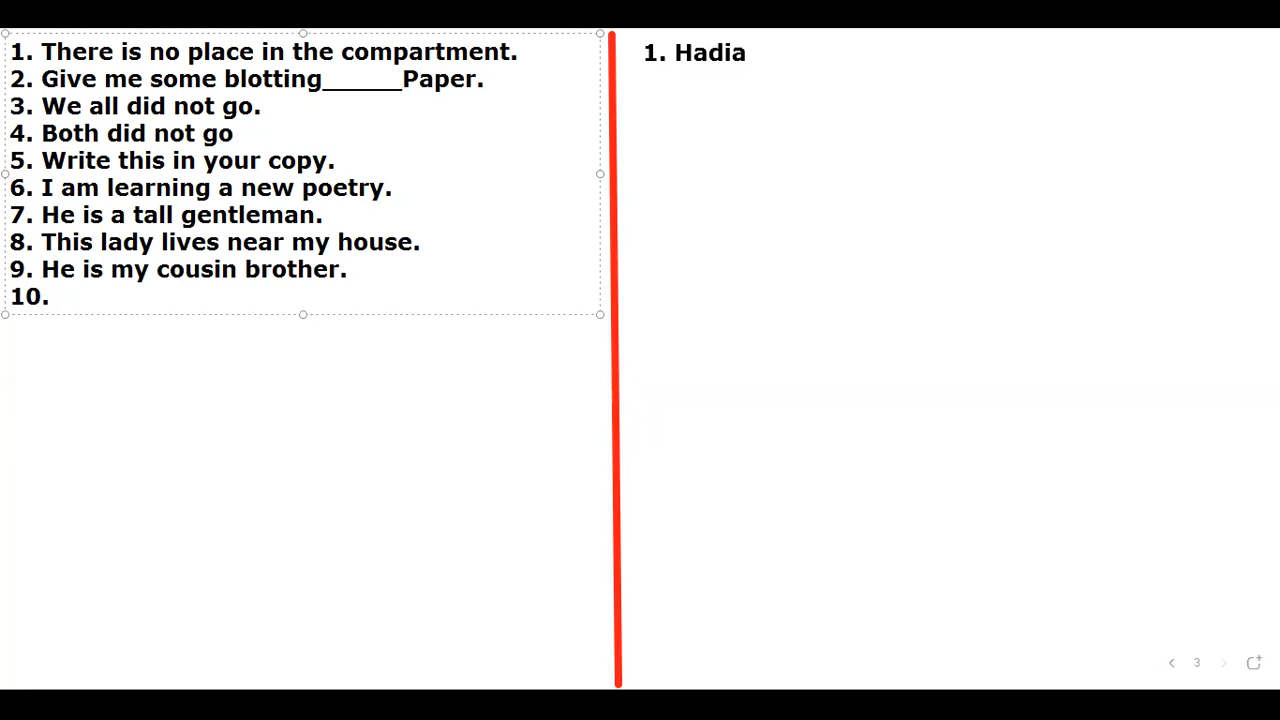 1. There is no place in the compartment.
2. Give me some blotting______Paper.
3. We all did not go.
4. Both did not go
5. Write this in your copy.
6. I am learning a new poetry.
7. He is a tall gentleman.
8. This lady lives near my house.
9. He is my cousin brother.
10.
1. Hadia
3